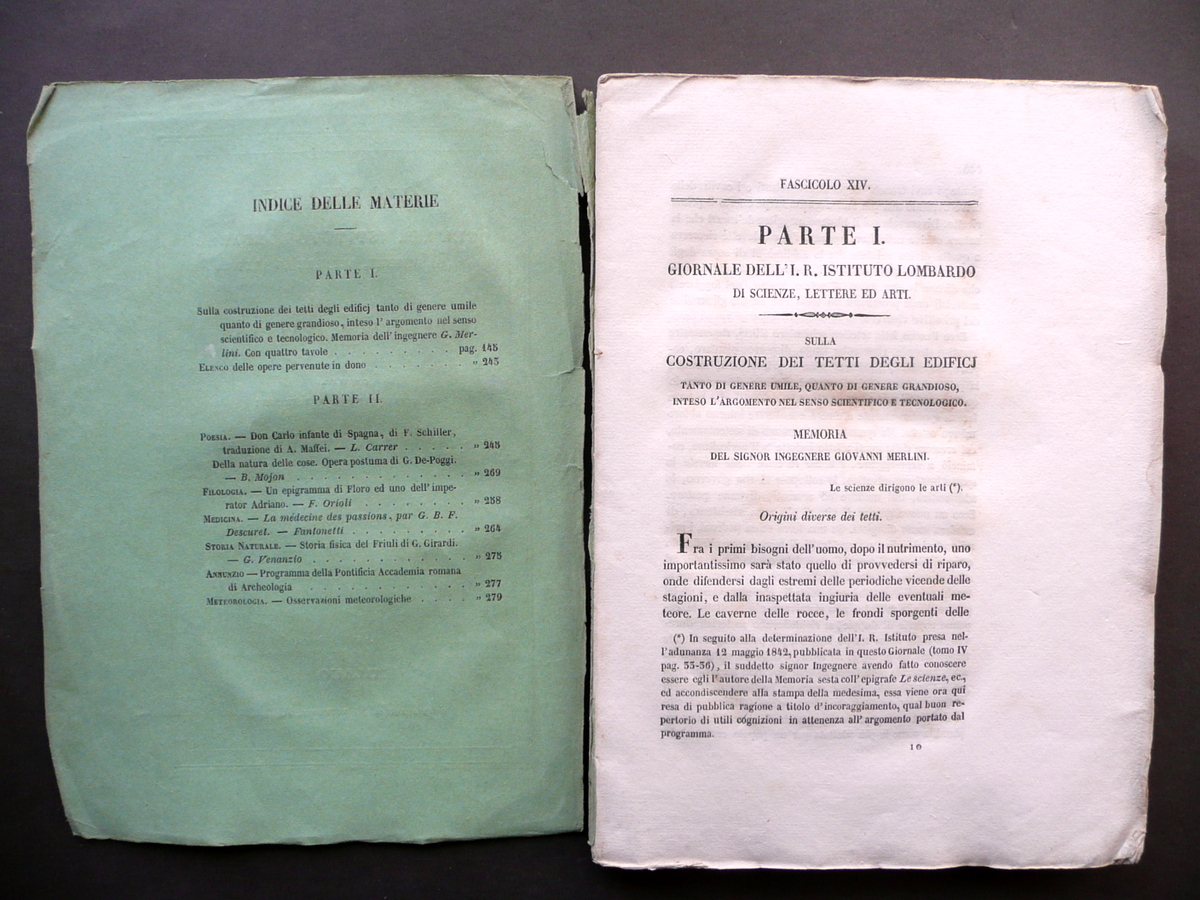 INDICE DELLE MATERIE
PARTE I.
Sulla costruzione dei tetti degli edificj tanto di genere umile
quanto di genere grandioso, inteso l'argomento nel senso
scientifico e tecnologico. Memoria dell'ingegnere G. Mer-
lini. Con quattro tavole . . . . . . . . . . pag. 145
ELENCO delle opere pervenute in dono . . . . . . . . » 243
PARTE II.
POESIA. — Don Carlo infante di Spagna, di F. Schiller,
traduzione di A. Maffei. — L. Carrer . . . . . » 245
Della natura delle cose. Opera postuma di G. De-Poggi.
— B. Mojon . . . . . . . . . . . » 269
FILOLOGIA. — Un epigramma di Floro ed uno dell'impe-
rator Adriano. — F. Orioli . . . . . . . . » 258
MEDICINA. — La médecine des passions, par G. B. F.
Descuret. — Fantonetti . . . . . . . . » 264
STORIA NATURALE. — Storia fisica del Friuli di G. Girardi.
— G. Venanzio . . . . . . . . . . » 275
ANNUNZIO — Programma della Pontificia Accademia romana
di Archeologia . . . . . . . . . . » 277
METEOROLOGIA. — Osservazioni meteorologiche . . . . » 279
FASCICOLO XIV.
PARTE I.
GIORNALE DELL'I. R. ISTITUTO LOMBARDO
DI SCIENZE, LETTERE ED ARTI.
SULLA
COSTRUZIONE DEI TETTI DEGLI EDIFICJ
TANTO DI GENERE UMILE, QUANTO DI GENERE GRANDIOSO,
INTESO L'ARGOMENTO NEL SENSO SCIENTIFICO E TECNOLOGICO.
MEMORIA
DEL SIGNOR INGEGNERE GIOVANNI MERLINI.
Le scienze dirigono le arti (*).
Origini diverse dei tetti.
Fra i primi bisogni dell'uomo, dopo il nutrimento, uno
importantissimo sarà stato quello di provvedersi di riparo,
onde difendersi dagli estremi delle periodiche vicende delle
stagioni, e dalla inaspettata ingiuria delle eventuali me-
teore. Le caverne delle rocce, le frondi sporgenti delle
(*) In seguito alla determinazione dell'I. R. Istituto presa nel-
l'adunanza 12 maggio 1842, pubblicata in questo Giornale (tomo IV
pag. 35-36), il suddetto signor Ingegnere avendo fatto conoscere
essere egli l'autore della Memoria sesta coll'epigrafe Le scienze, ec.,
ed accondiscendere alla stampa della medesima, essa viene ora qui
resa di pubblica ragione a titolo d'incoraggiamento, qual buon re-
pertorio di utili cognizioni in attenenza all'argomento portato dal
programma.
10